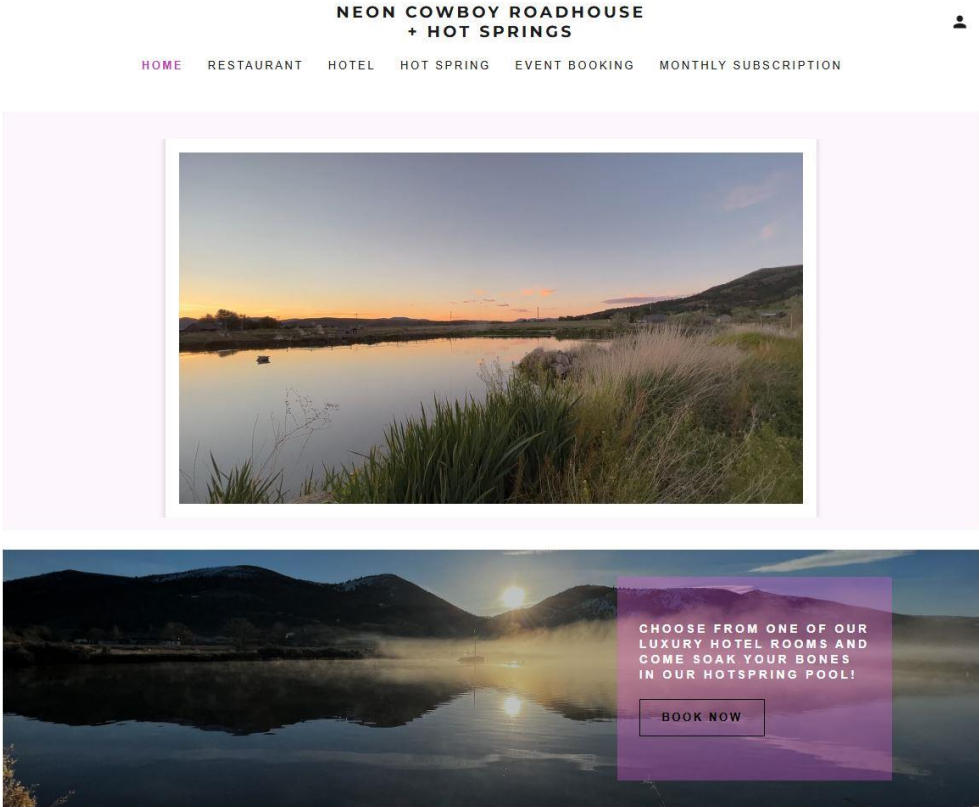 NEON COWBOY ROADHOUSE
+ HOT SPRINGS
HOME RESTAURANT HOTEL HOT SPRING EVENT BOOKING MONTHLY SUBSCRIPTION
CHOOSE FROM ONE OF OUR
LUXURY HOTEL ROOMS AND
COME SOAK YOUR BONES
IN OUR HOTSPRING POOL!
BOOK NOW